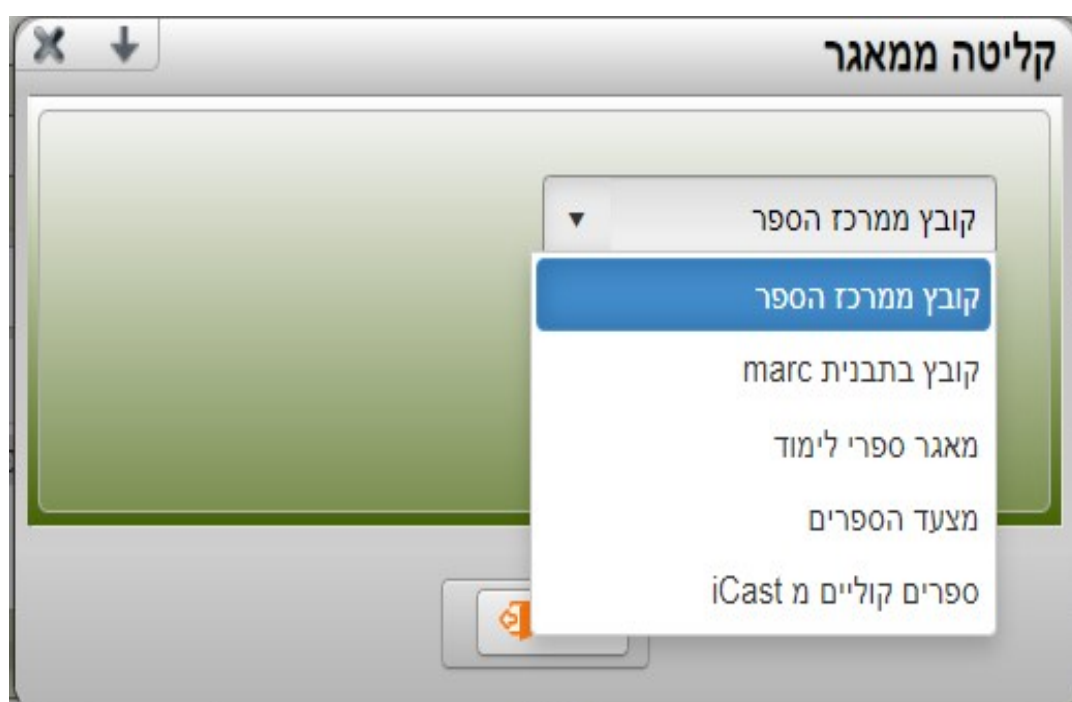 קליטה ממאגר
קובץ ממרכז הספר
קובץ ממרכז הספר
קובץ בתבנית marc
מאגר ספרי לימוד
מצעד הספרים
ספרים קוליים מ iCast